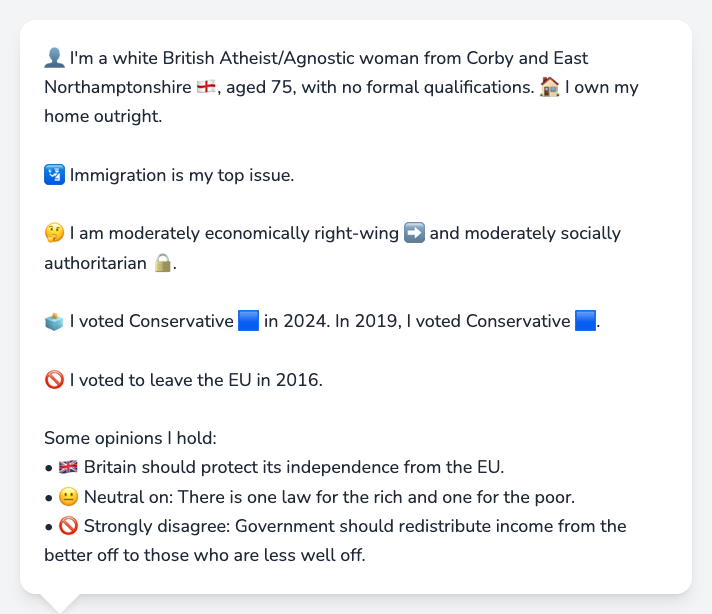 👤 I'm a white British Atheist/Agnostic woman from Corby and East
Northamptonshire 🏴󠁧󠁢󠁥󠁮󠁧󠁿, aged 75, with no formal qualifications. 🏠 I own my
home outright.
🛂 Immigration is my top issue.
🤔 I am moderately economically right-wing ➡️ and moderately socially
authoritarian 🔒.
🗳️ I voted Conservative 🟦 in 2024. In 2019, I voted Conservative 🟦.
🚫 I voted to leave the EU in 2016.
Some opinions I hold:
• 🇬🇧 Britain should protect its independence from the EU.
• 😐 Neutral on: There is one law for the rich and one for the poor.
• 🚫 Strongly disagree: Government should redistribute income from the
better off to those who are less well off.